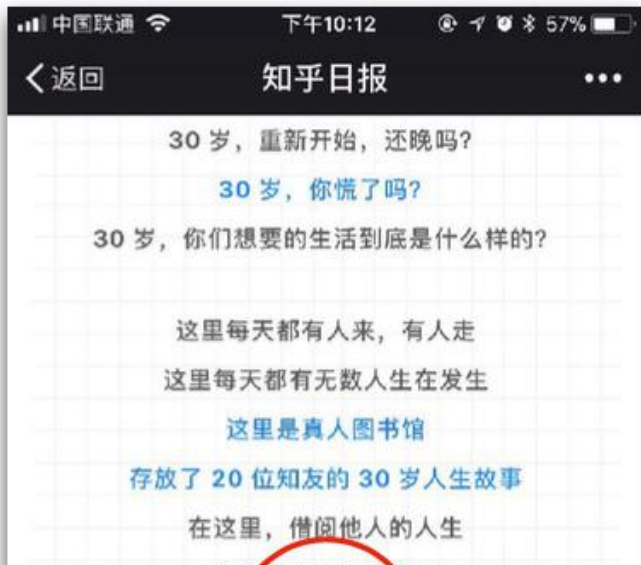 中国联通 下午10:12 57%
返回 知乎日报
30 岁，重新开始，还晚吗？
30 岁，你慌了吗？
30 岁，你们想要的生活到底是什么样的？
这里每天都有人来，有人走
这里每天都有无数人生在发生
这里是真人图书馆
存放了 20 位知友的 30 岁人生故事
在这里，借阅他人的人生